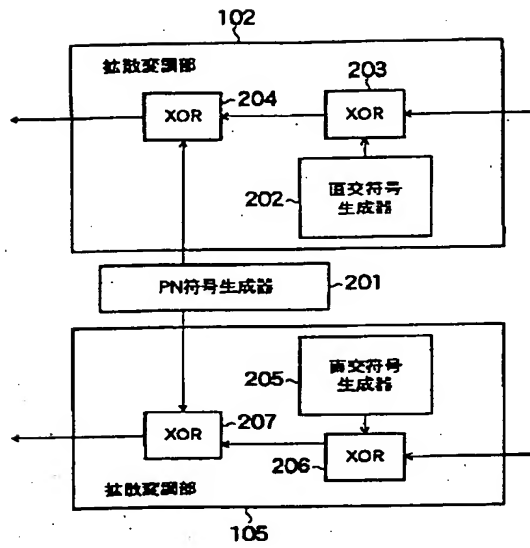 102
拡散変調部
203
XOR
204
XOR
202
直交符号
生成器
PN符号生成器
201
205
直交符号
生成器
XOR
207
XOR
206
拡散変調部
105